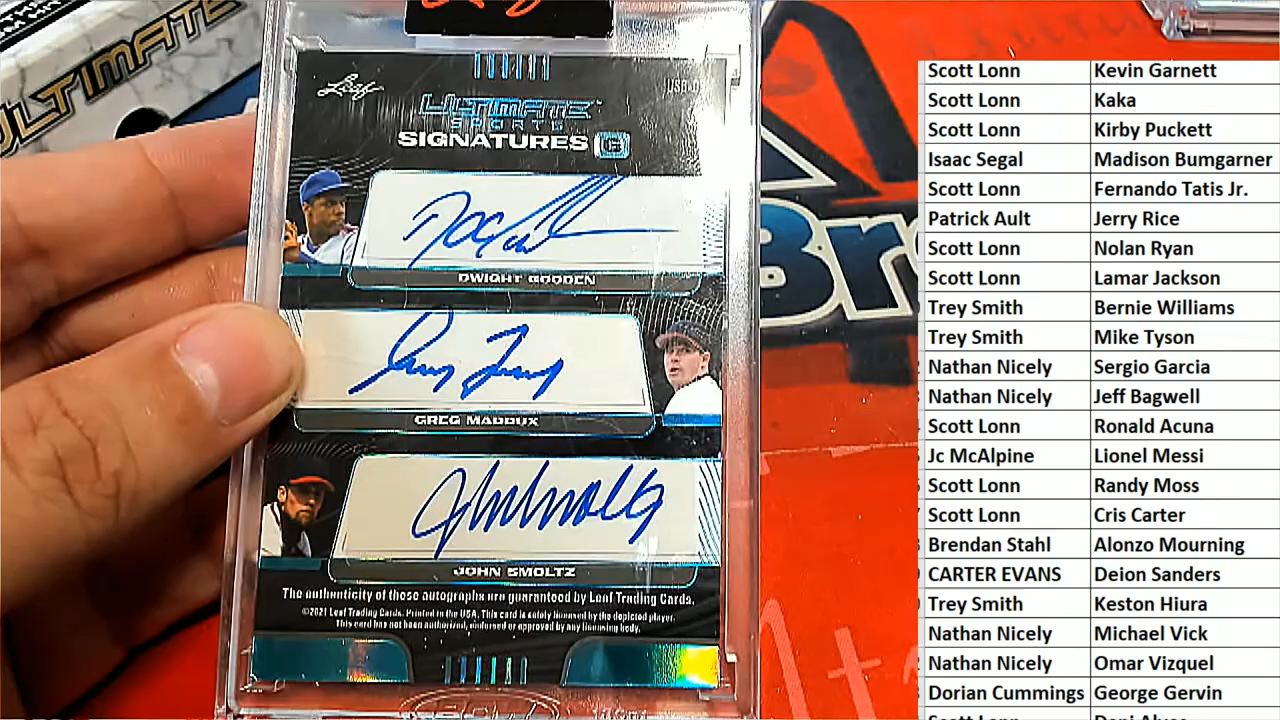 ULTIMATE
Leaf
ULTIMATE
SPORTS
SIGNATURES 6
DWIGHT GOODEN
GREG MADDUX
JOHN SMOLTZ
The authenticity of these autographs are guaranteed by Leaf Trading Cards.
©2021 Leaf Trading Cards. Printed in the USA. This card is solely licensed by the depicted player.
This card has not been authorized, endorsed or approved by any licensing body.
Br
Scott Lonn Kevin Garnett
Scott Lonn Kaka
Scott Lonn Kirby Puckett
Isaac Segal Madison Bumgarner
Scott Lonn Fernando Tatis Jr.
Patrick Ault Jerry Rice
Scott Lonn Nolan Ryan
Scott Lonn Lamar Jackson
Trey Smith Bernie Williams
Trey Smith Mike Tyson
Nathan Nicely Sergio Garcia
Nathan Nicely Jeff Bagwell
Scott Lonn Ronald Acuna
Jc McAlpine Lionel Messi
Scott Lonn Randy Moss
Scott Lonn Cris Carter
Brendan Stahl Alonzo Mourning
CARTER EVANS Deion Sanders
Trey Smith Keston Hiura
Nathan Nicely Michael Vick
Nathan Nicely Omar Vizquel
Dorian Cummings George Gervin